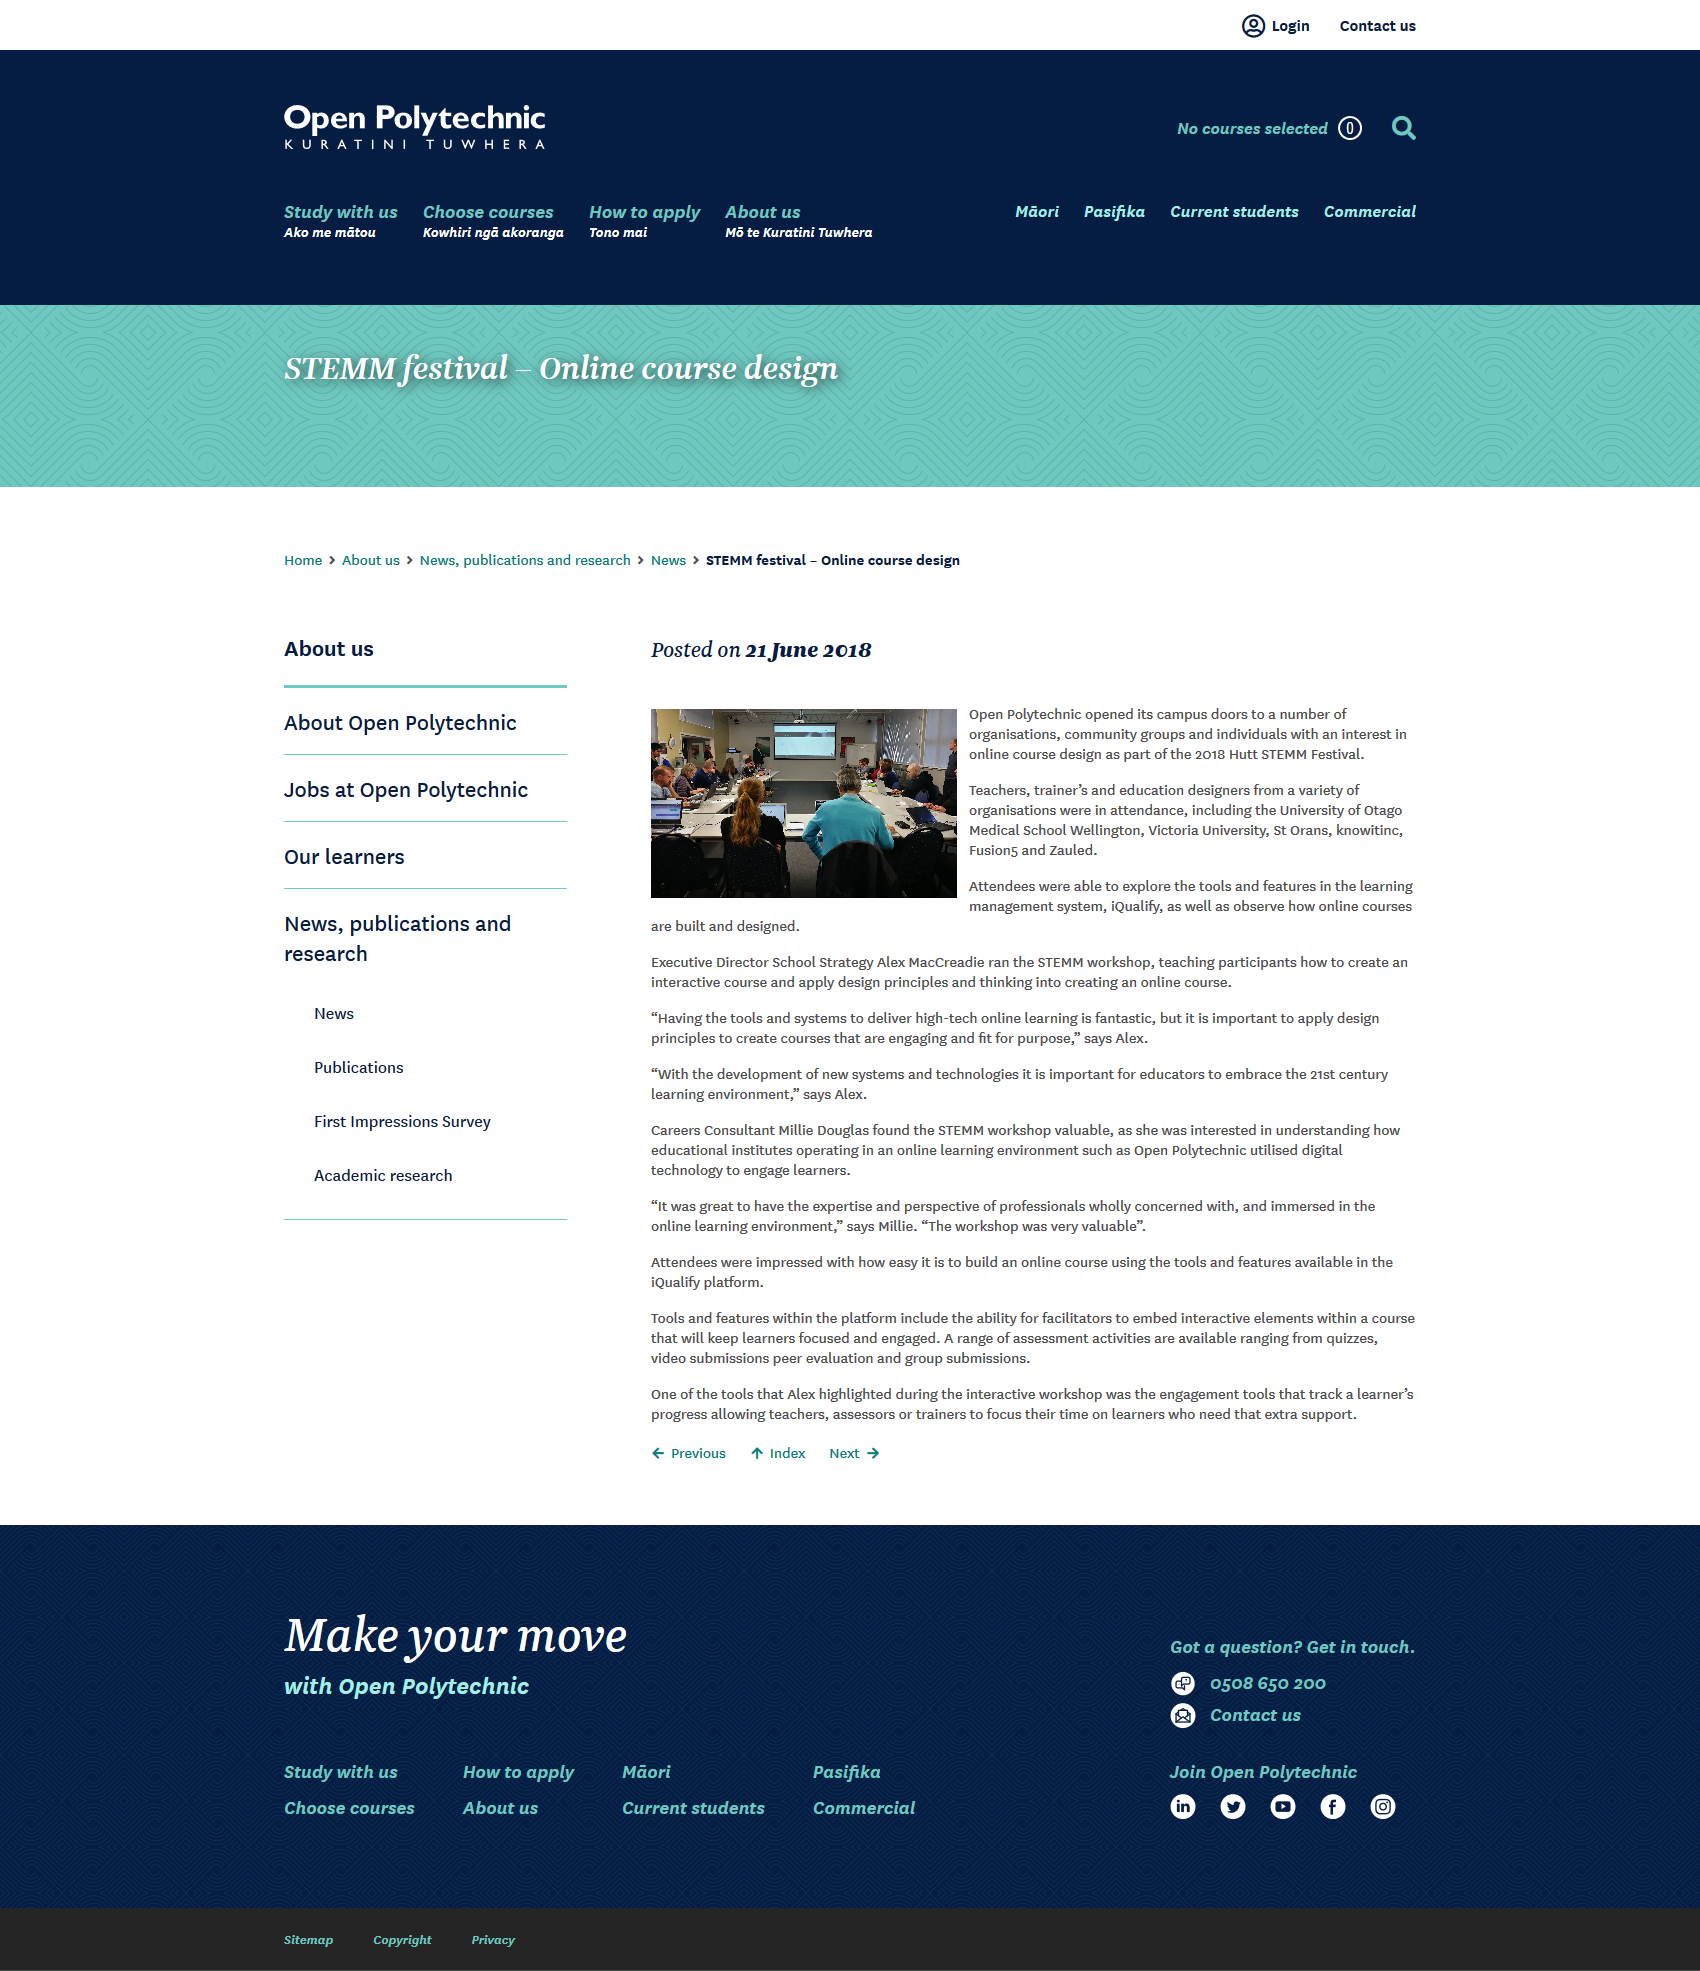 Login Contact us
Open Polytechnic
KURATINI TUWHERA
No courses selected 0
Study with us Choose courses How to apply About us Māori Pasifika Current students Commercial
Ako me mātou Kowhiri ngā akoranga Tono mai Mō te Kuratini Tuwhera
STEMM festival – Online course design
Home > About us > News, publications and research > News > STEMM festival – Online course design
About us
About Open Polytechnic
Jobs at Open Polytechnic
Our learners
News, publications and
research
News
Publications
First Impressions Survey
Academic research
Posted on 21 June 2018
Open Polytechnic opened its campus doors to a number of
organisations, community groups and individuals with an interest in
online course design as part of the 2018 Hutt STEMM Festival.
Teachers, trainer’s and education designers from a variety of
organisations were in attendance, including the University of Otago
Medical School Wellington, Victoria University, St Orans, knowitinc,
Fusion5 and Zauled.
Attendees were able to explore the tools and features in the learning
management system, iQualify, as well as observe how online courses
are built and designed.
Executive Director School Strategy Alex MacCreadie ran the STEMM workshop, teaching participants how to create an
interactive course and apply design principles and thinking into creating an online course.
“Having the tools and systems to deliver high-tech online learning is fantastic, but it is important to apply design
principles to create courses that are engaging and fit for purpose,” says Alex.
“With the development of new systems and technologies it is important for educators to embrace the 21st century
learning environment,” says Alex.
Careers Consultant Millie Douglas found the STEMM workshop valuable, as she was interested in understanding how
educational institutes operating in an online learning environment such as Open Polytechnic utilised digital
technology to engage learners.
“It was great to have the expertise and perspective of professionals wholly concerned with, and immersed in the
online learning environment,” says Millie. “The workshop was very valuable”.
Attendees were impressed with how easy it is to build an online course using the tools and features available in the
iQualify platform.
Tools and features within the platform include the ability for facilitators to embed interactive elements within a course
that will keep learners focused and engaged. A range of assessment activities are available ranging from quizzes,
video submissions peer evaluation and group submissions.
One of the tools that Alex highlighted during the interactive workshop was the engagement tools that track a learner’s
progress allowing teachers, assessors or trainers to focus their time on learners who need that extra support.
Previous Index Next
Make your move
with Open Polytechnic
Got a question? Get in touch.
0508 650 200
Contact us
Study with us How to apply Māori Pasifika
Choose courses About us Current students Commercial
Join Open Polytechnic
Sitemap Copyright Privacy